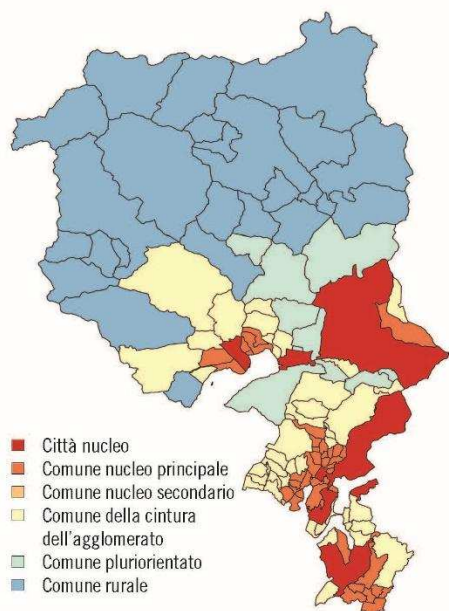 Città nucleo
Comune nucleo principale
Comune nucleo secondario
Comune della cintura
dell'agglomerato
Comune pluriorientato
Comune rurale